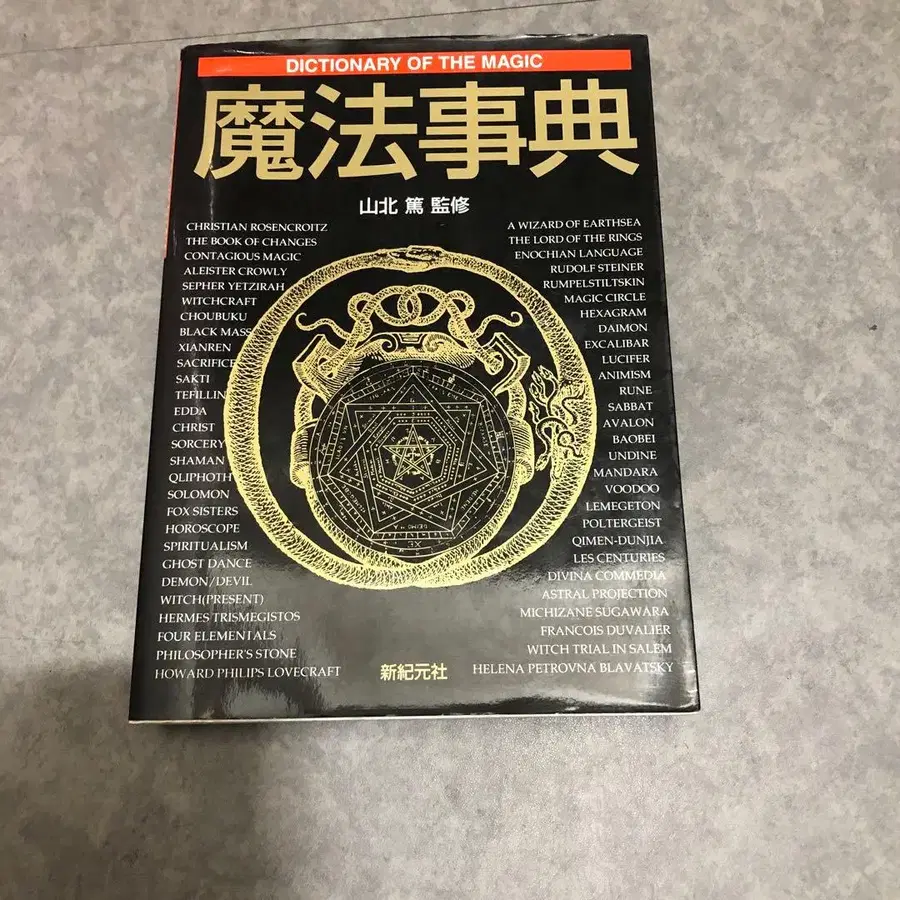 DICTIONARY OF THE MAGIC
魔法事典
山北 篤 監修
CHRISTIAN ROSENCROITZ
THE BOOK OF CHANGES
CONTAGIOUS MAGIC
ALEISTER CROWLY
SEPHER YETZIRAH
WITCHCRAFT
CHOUBUKU
BLACK MASS
XIANREN
SACRIFICE
SAKTI
TEFILLIN
EDDA
CHRIST
SORCERY
SHAMAN
QLIPHOTH
SOLOMON
FOX SISTERS
HOROSCOPE
SPIRITUALISM
GHOST DANCE
DEMON/DEVIL
WITCH(PRESENT)
HERMES TRISMEGISTOS
FOUR ELEMENTALS
PHILOSOPHER'S STONE
HOWARD PHILIPS LOVECRAFT
A WIZARD OF EARTHSEA
THE LORD OF THE RINGS
ENOCHIAN LANGUAGE
RUDOLF STEINER
RUMPELSTILTSKIN
MAGIC CIRCLE
HEXAGRAM
DAIMON
EXCALIBAR
LUCIFER
ANIMISM
RUNE
SABBAT
AVALON
BAOBEI
UNDINE
MANDARA
VOODOO
LEMEGETON
POLTERGEIST
QIMEN-DUNJIA
LES CENTURIES
DIVINA COMMEDIA
ASTRAL PROJECTION
MICHIZANE SUGAWARA
FRANCOIS DUVALIER
WITCH TRIAL IN SALEM
HELENA PETROVNA BLAVATSKY
新紀元社